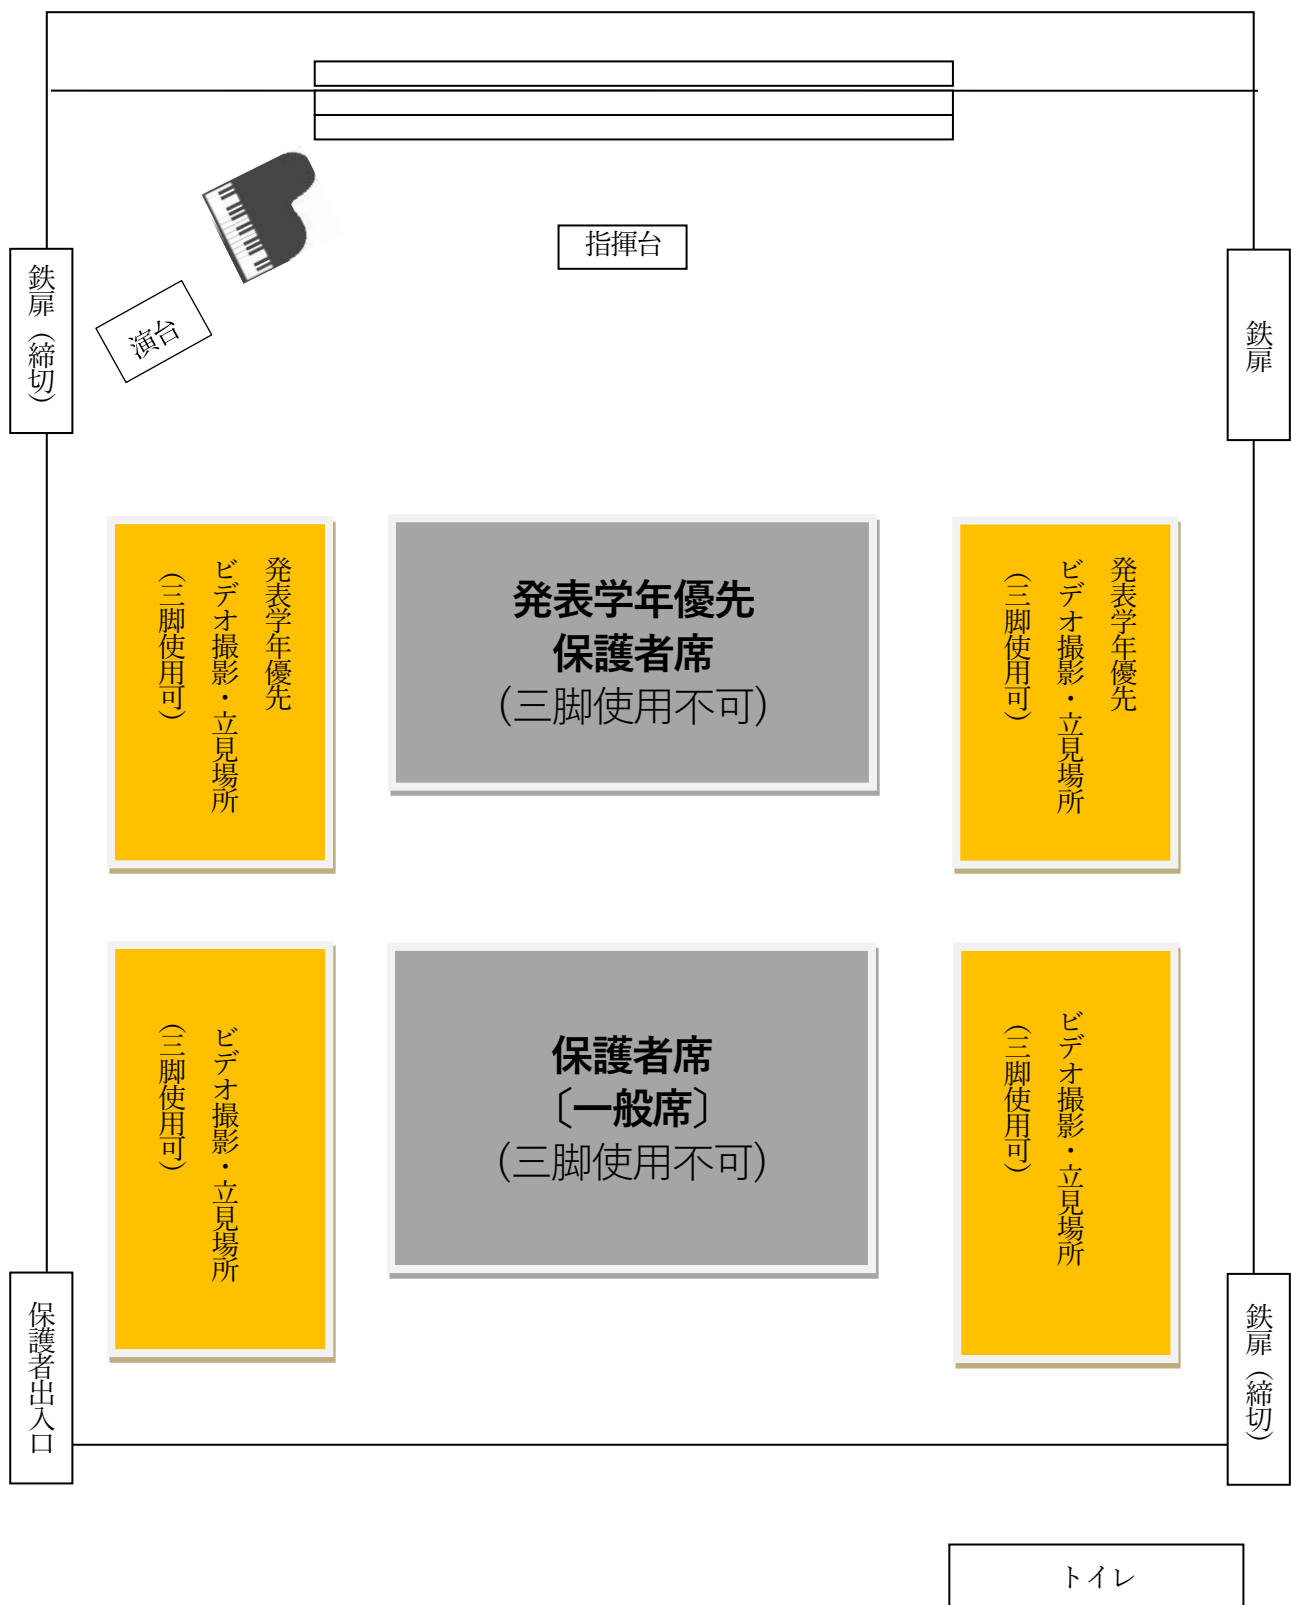 指揮台
鉄扉（締切）
演台
鉄扉
発表学年優先
ビデオ撮影・立見場所
（三脚使用可）
発表学年優先
保護者席
（三脚使用不可）
発表学年優先
ビデオ撮影・立見場所
（三脚使用可）
ビデオ撮影・立見場所
（三脚使用可）
保護者席
〔一般席〕
（三脚使用不可）
ビデオ撮影・立見場所
（三脚使用可）
保護者出入口
鉄扉（締切）
トイレ